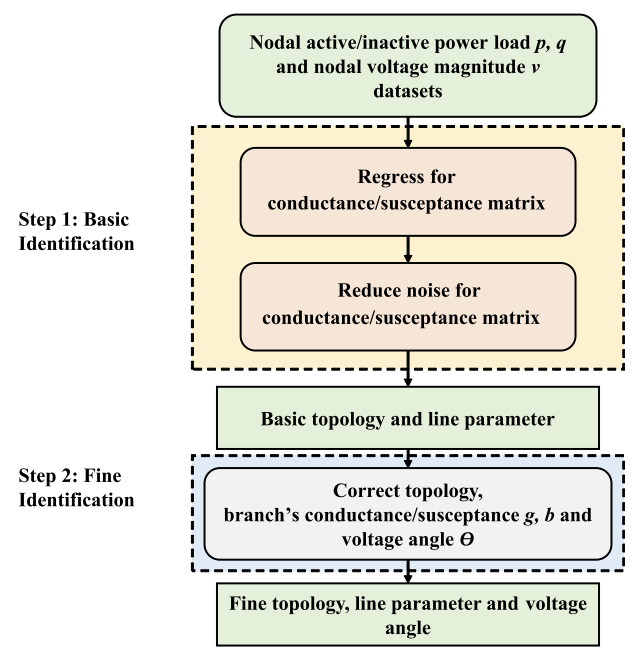 Nodal active/inactive power load p, q
and nodal voltage magnitude v
datasets
Step 1: Basic
Identification
Regress for
conductance/susceptance matrix
Reduce noise for
conductance/susceptance matrix
Basic topology and line parameter
Step 2: Fine
Identification
Correct topology,
branch's conductance/susceptance g, b and
voltage angle Θ
Fine topology, line parameter and voltage
angle